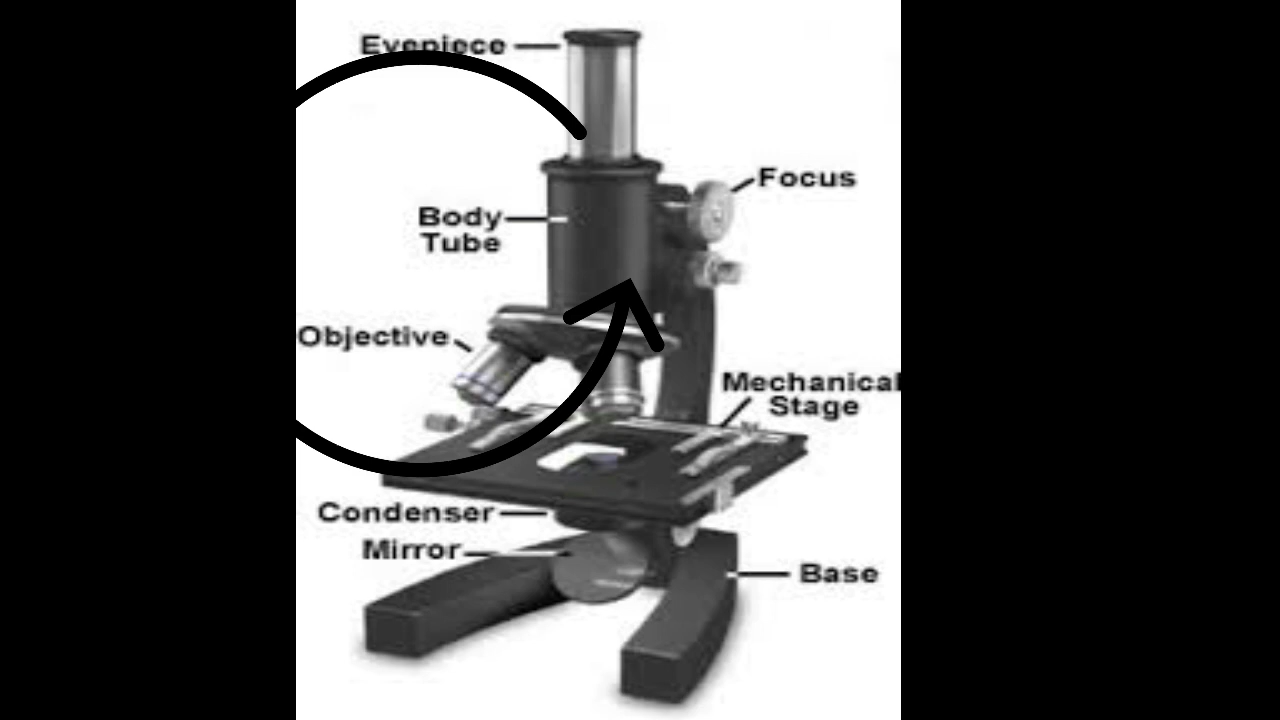 Eyepiece
Focus
Body
Tube
Objective
Mechanical
Stage
Condenser
Mirror
Base